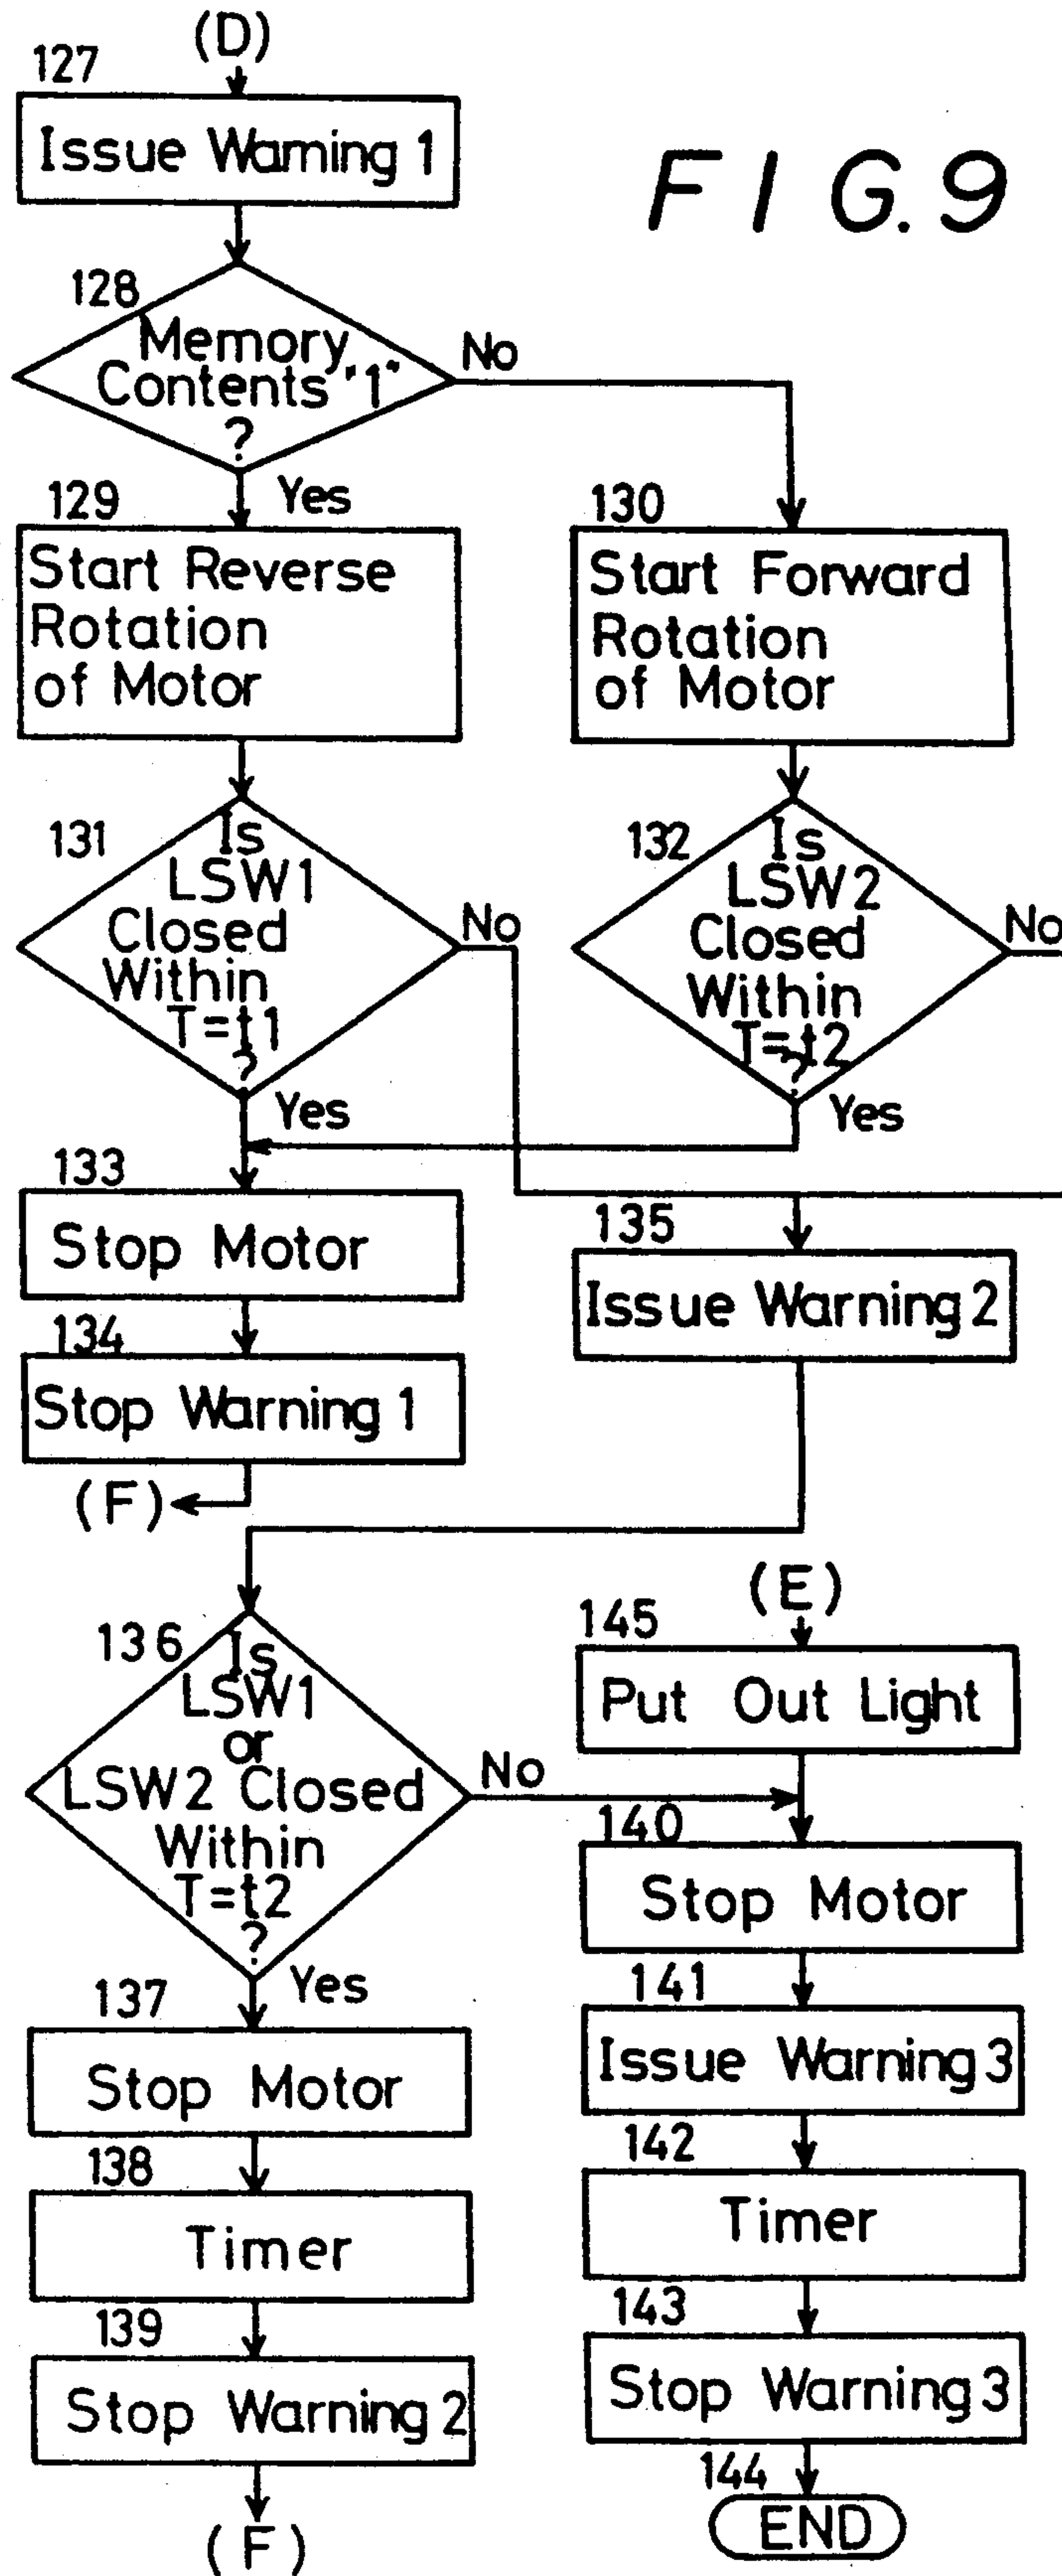 (D)
127
Issue Warning 1
FIG. 9
128
Memory
Contents "1"
?
No
Yes
129
Start Reverse
Rotation
of Motor
130
Start Forward
Rotation
of Motor
131
Is
LSW1
Closed
Within
T=t1
?
No
Yes
132
Is
LSW2
Closed
Within
T=t2
?
No
Yes
133
Stop Motor
134
Stop Warning 1
(F)
135
Issue Warning 2
136
Is
LSW1
or
LSW2 Closed
Within
T=t2
?
No
Yes
(E)
145
Put Out Light
140
Stop Motor
141
Issue Warning 3
142
Timer
143
Stop Warning 3
144
END
137
Stop Motor
138
Timer
139
Stop Warning 2
(F)